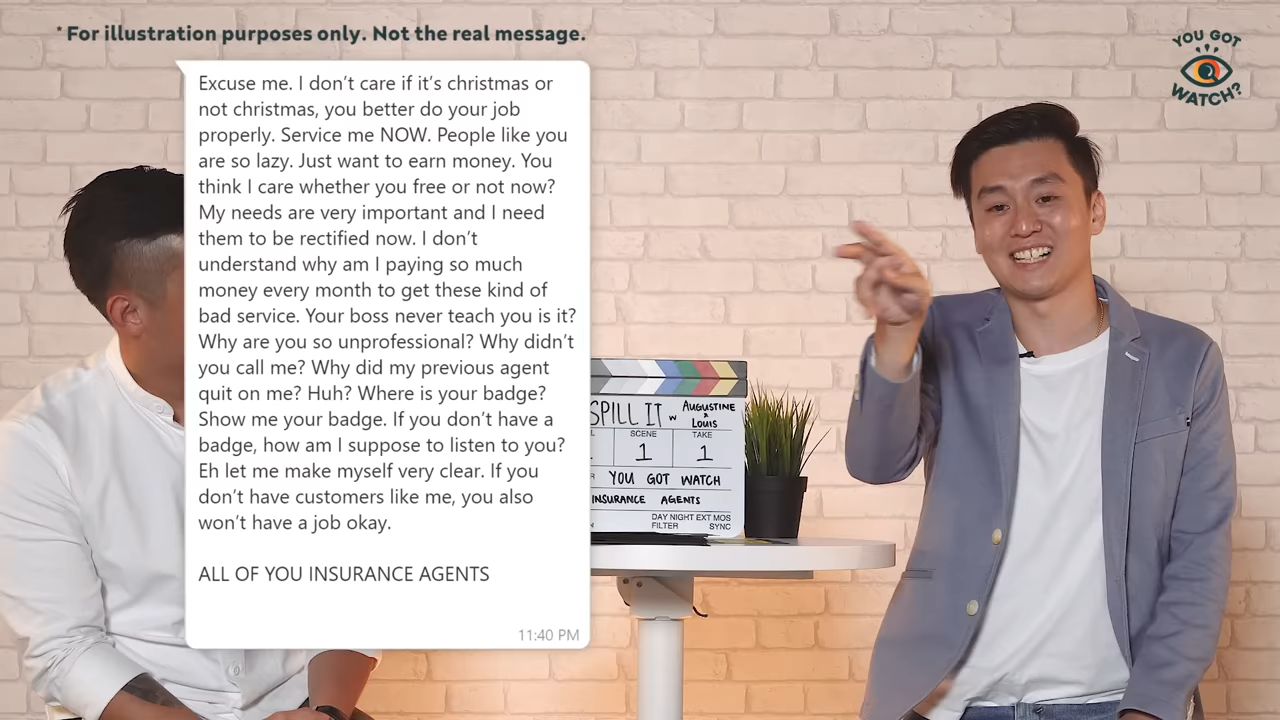 * For illustration purposes only. Not the real message.
YOU GOT
WATCH?
Excuse me. I don’t care if it’s christmas or
not christmas, you better do your job
properly. Service me NOW. People like you
are so lazy. Just want to earn money. You
think I care whether you free or not now?
My needs are very important and I need
them to be rectified now. I don’t
understand why am I paying so much
money every month to get these kind of
bad service. Your boss never teach you is it?
Why are you so unprofessional? Why didn’t
you call me? Why did my previous agent
quit on me? Huh? Where is your badge?
Show me your badge. If you don’t have a
badge, how am I suppose to listen to you?
Eh let me make myself very clear. If you
don’t have customers like me, you also
won’t have a job okay.
ALL OF YOU INSURANCE AGENTS
11:40 PM
SPILL IT W AUGUSTINE
x
LOUIS
SCENE TAKE
1 1
YOU GOT WATCH
INSURANCE AGENTS
DAY NIGHT EXT MOS
FILTER SYNC